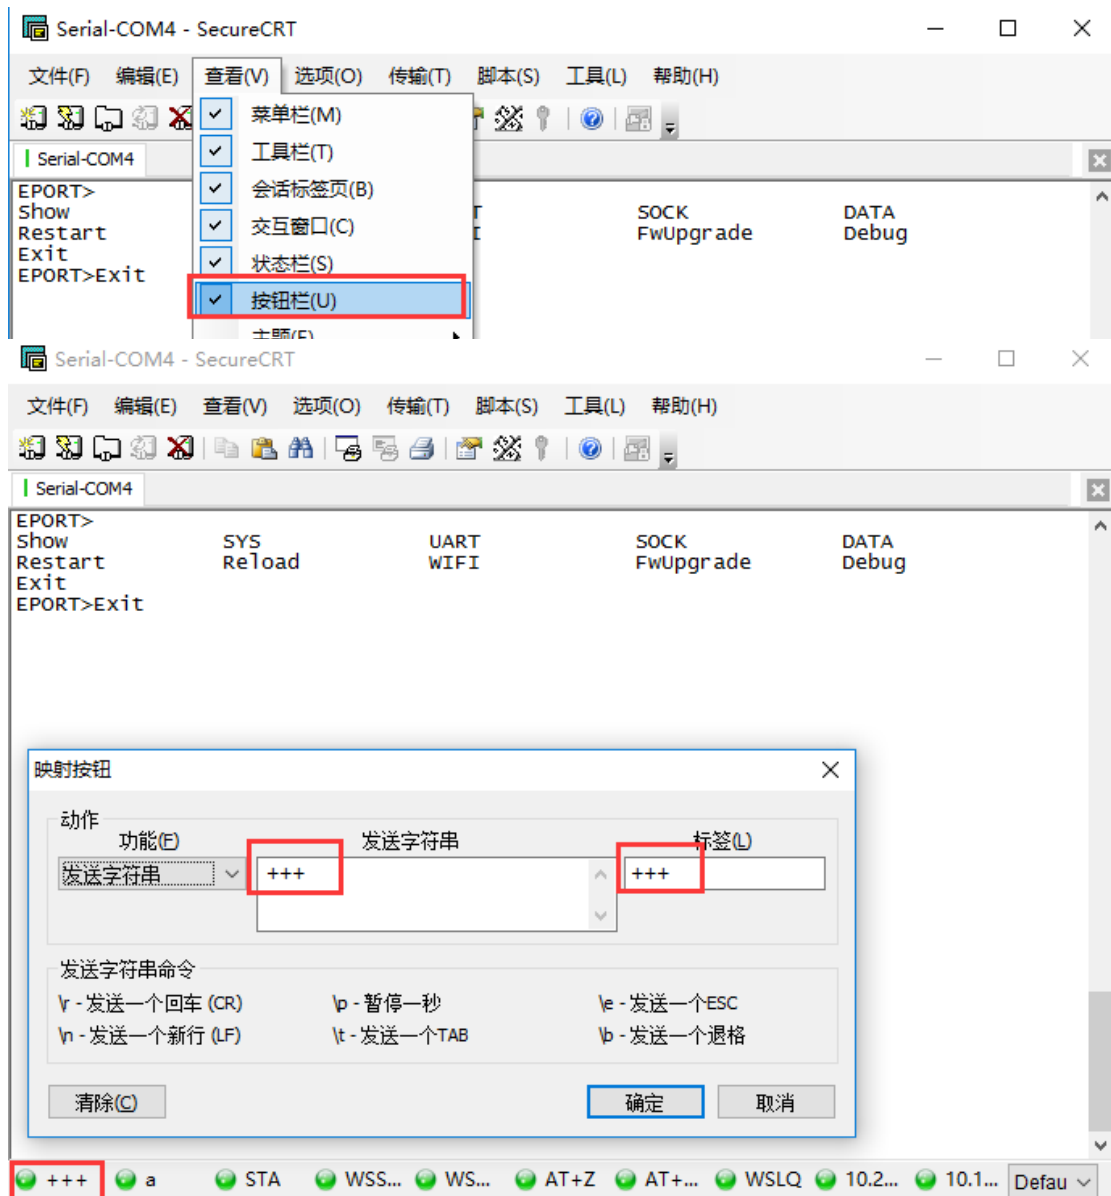 Serial-COM4 - SecureCRT
文件(F) 编辑(E) 查看(V) 选项(O) 传输(T) 脚本(S) 工具(L) 帮助(H)
菜单栏(M)
工具栏(T)
会话标签页(B)
交互窗口(C)
状态栏(S)
按钮栏(U)
主题(E)
Serial-COM4
EPORT>
Show SOCK DATA
Restart FwUpgrade Debug
Exit
EPORT>Exit
Serial-COM4 - SecureCRT
文件(F) 编辑(E) 查看(V) 选项(O) 传输(T) 脚本(S) 工具(L) 帮助(H)
Serial-COM4
EPORT>
Show SYS UART SOCK DATA
Restart Reload WIFI FwUpgrade Debug
Exit
EPORT>Exit
映射按钮
动作
功能(F) 发送字符串 标签(L)
发送字符串 +++ +++
发送字符串命令
\r - 发送一个回车 (CR) \p - 暂停一秒 \e - 发送一个ESC
\n - 发送一个新行 (LF) \t - 发送一个TAB \b - 发送一个退格
清除(C) 确定 取消
+++ a STA WSS... WS... AT+Z AT+... WSLQ 10.2... 10.1... Defau